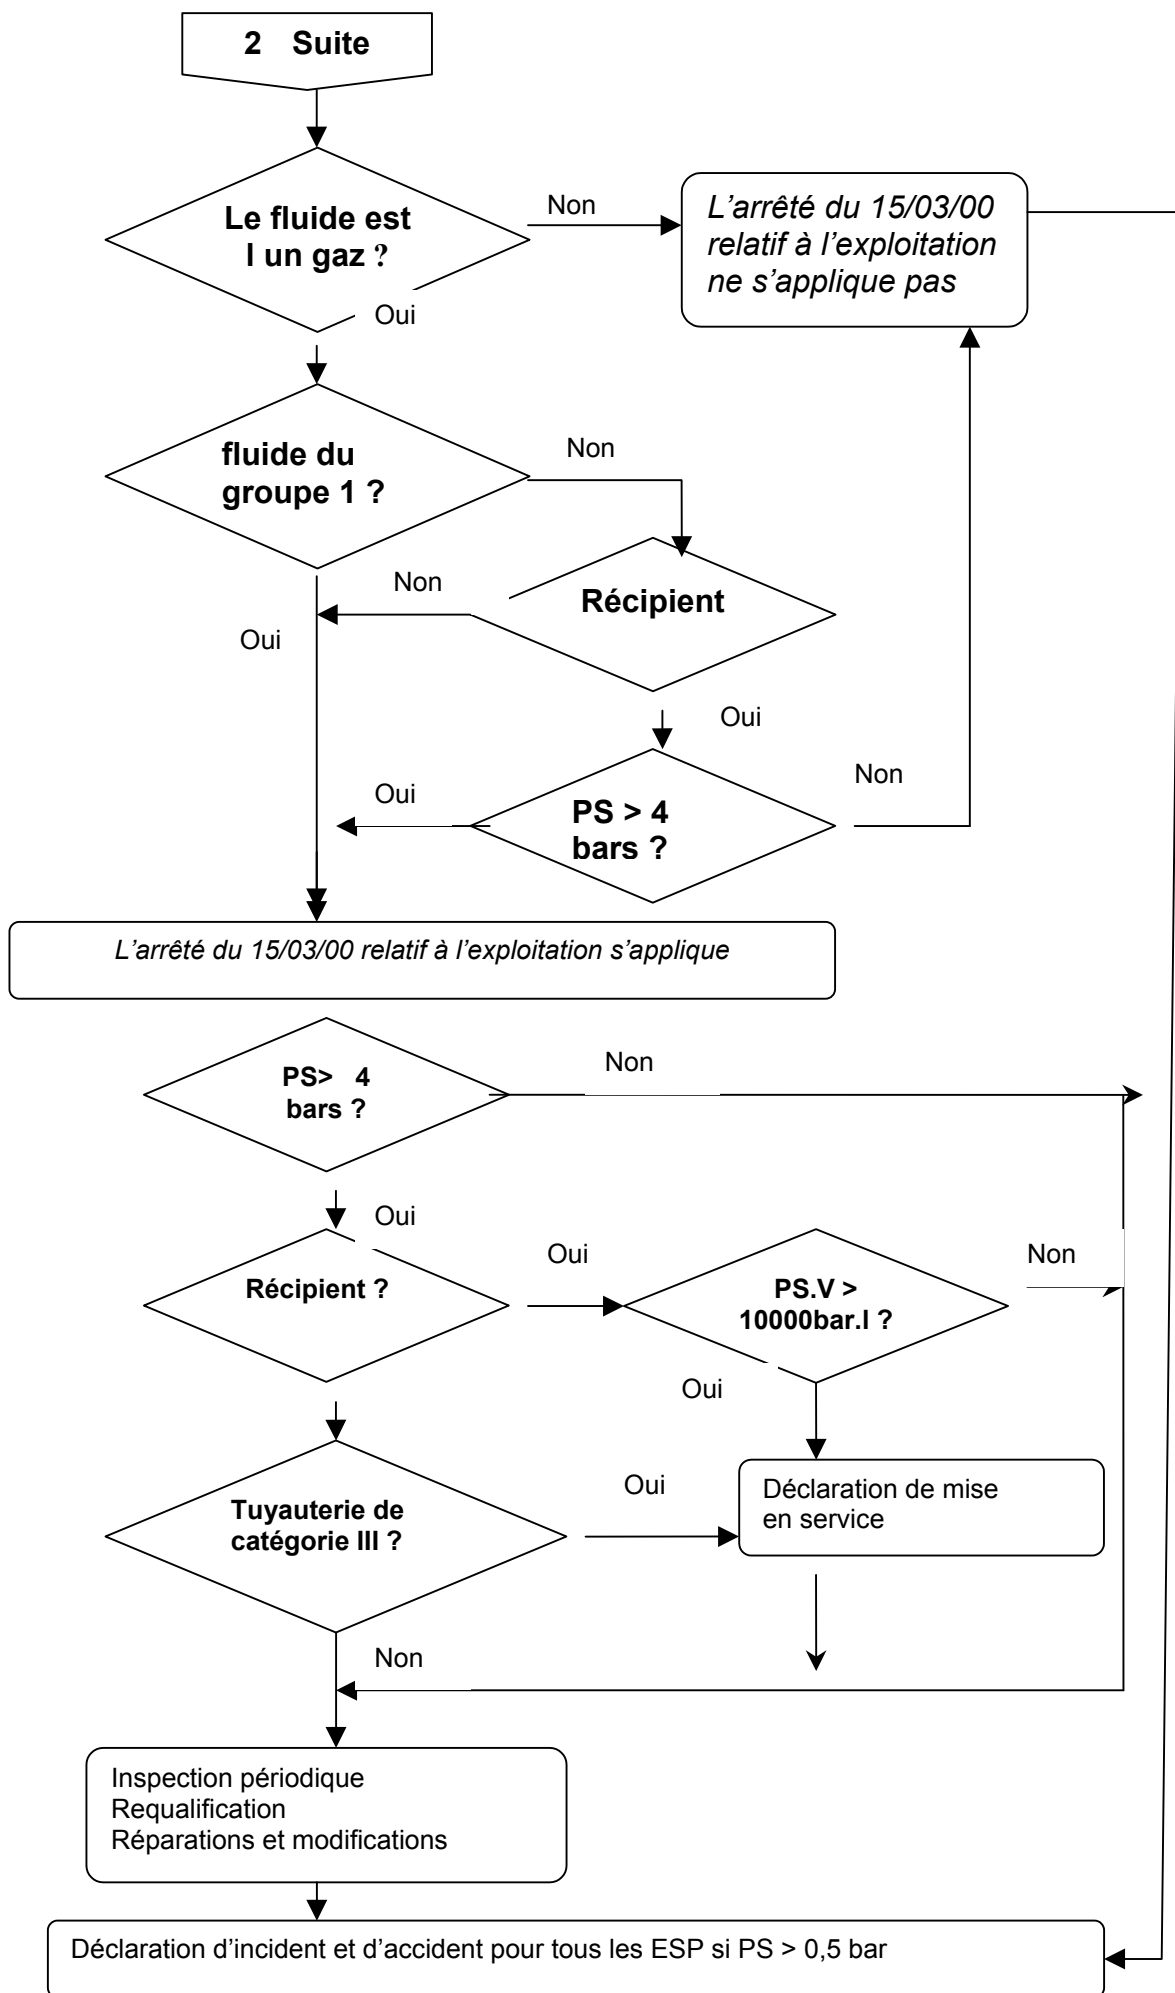 2 Suite
Le fluide est
l un gaz ?
Non
L’arrêté du 15/03/00
relatif à l’exploitation
ne s’applique pas
Oui
fluide du
groupe 1 ?
Non
Non
Récipient
Oui
Oui
Oui
PS > 4
bars ?
Non
L’arrêté du 15/03/00 relatif à l’exploitation s’applique
PS> 4
bars ?
Non
Oui
Récipient ?
Oui
PS.V >
10000bar.l ?
Non
Oui
Tuyauterie de
catégorie III ?
Oui
Déclaration de mise
en service
Non
Inspection périodique
Requalification
Réparations et modifications
Déclaration d’incident et d’accident pour tous les ESP si PS > 0,5 bar